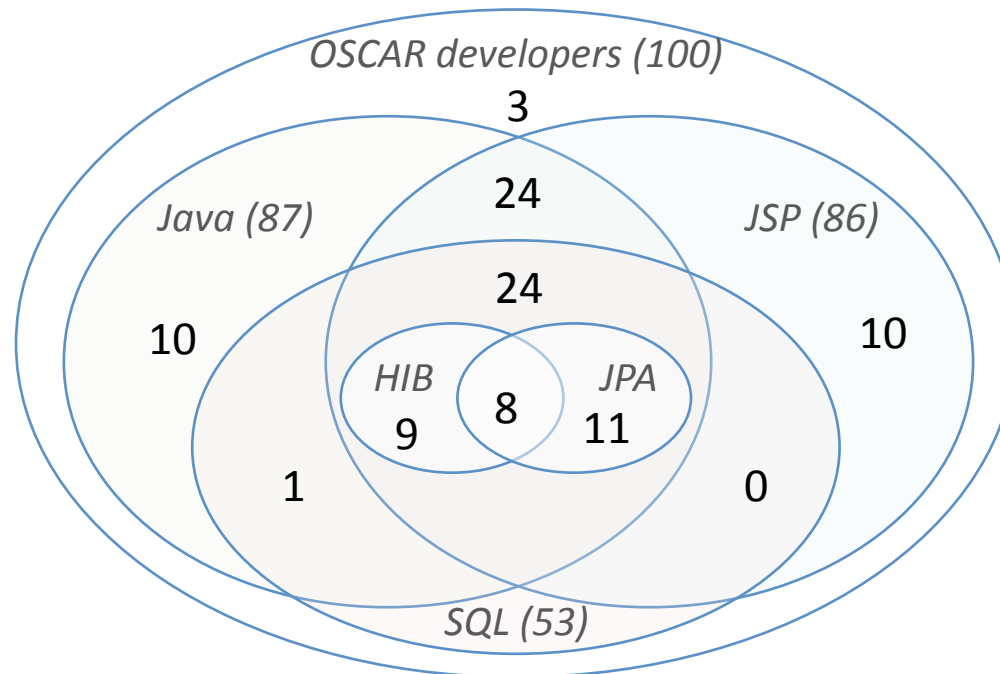 OSCAR developers (100)
3
24
Java (87)
JSP (86)
24
10
10
HIB
JPA
8
9
11
1
0
SQL (53)